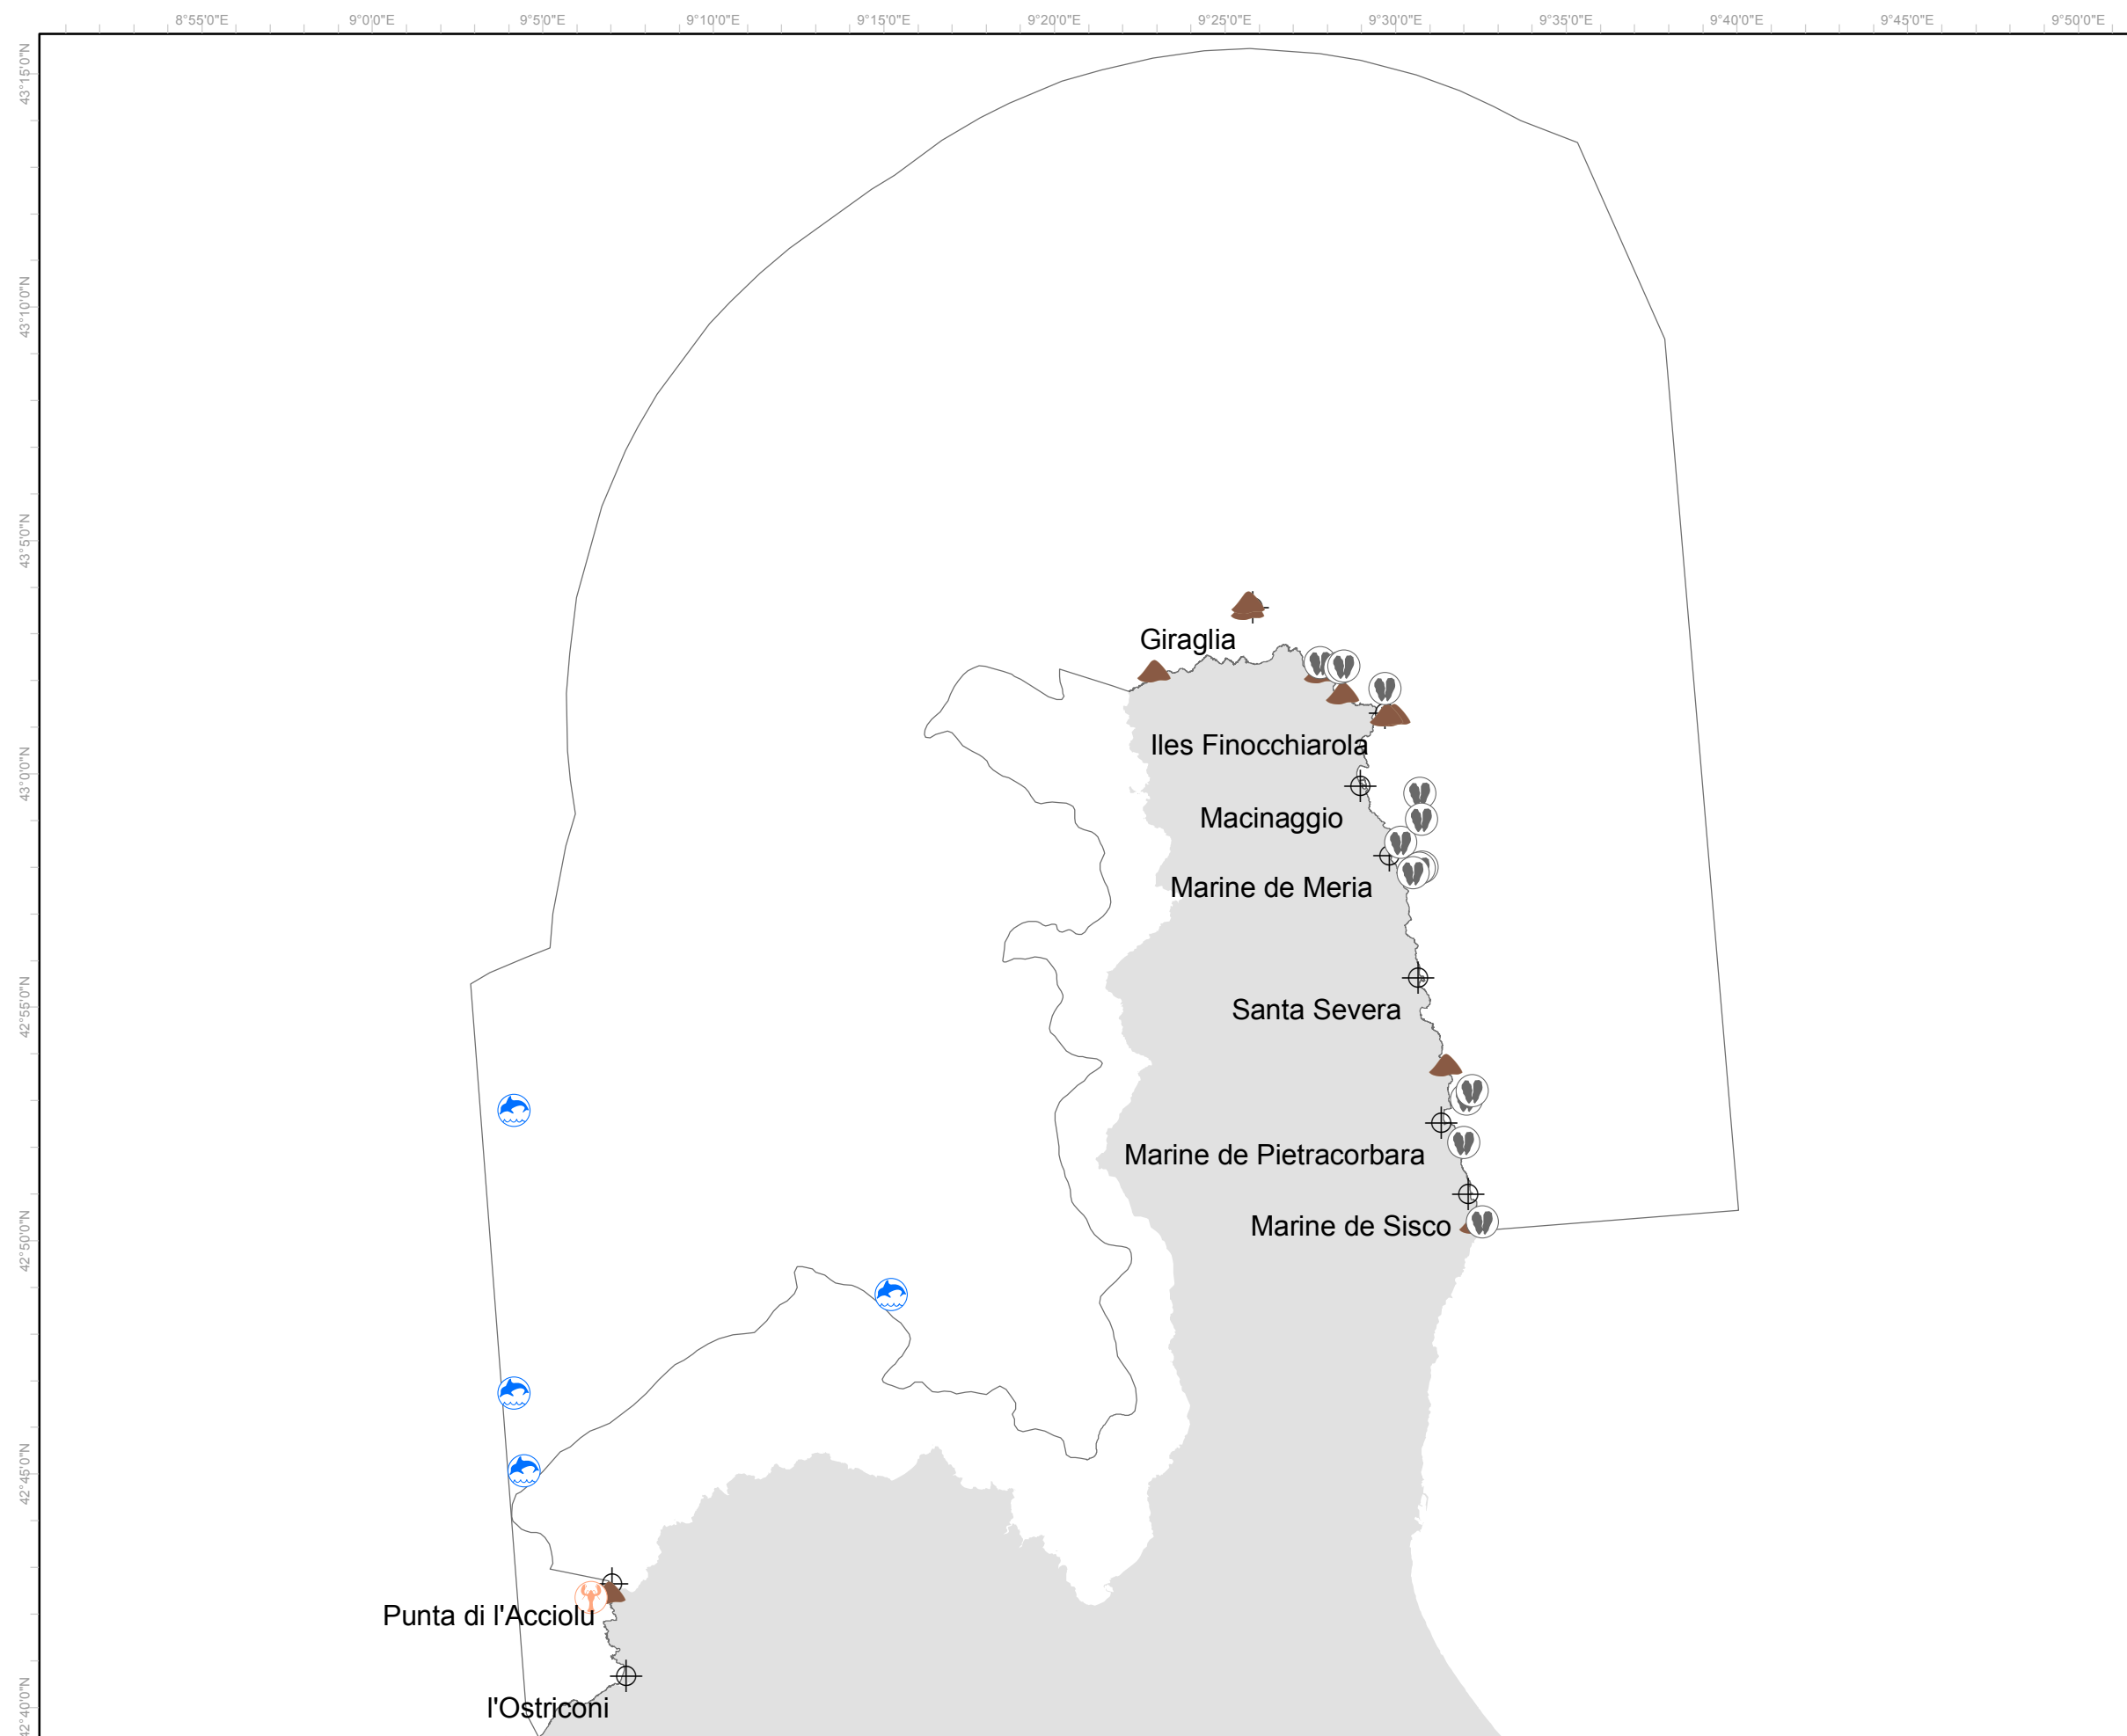 8°55'0"E
9°0'0"E
9°5'0"E
9°10'0"E
9°15'0"E
9°20'0"E
9°25'0"E
9°30'0"E
9°35'0"E
9°40'0"E
9°45'0"E
9°50'0"E
43°15'0"N
43°10'0"N
43°5'0"N
43°0'0"N
42°55'0"N
42°50'0"N
42°45'0"N
42°40'0"N
Giraglia
Iles Finocchiarola
Macinaggio
Marine de Meria
Santa Severa
Marine de Pietracorbara
Marine de Sisco
Punta di l'Acciolu
l'Ostriconi